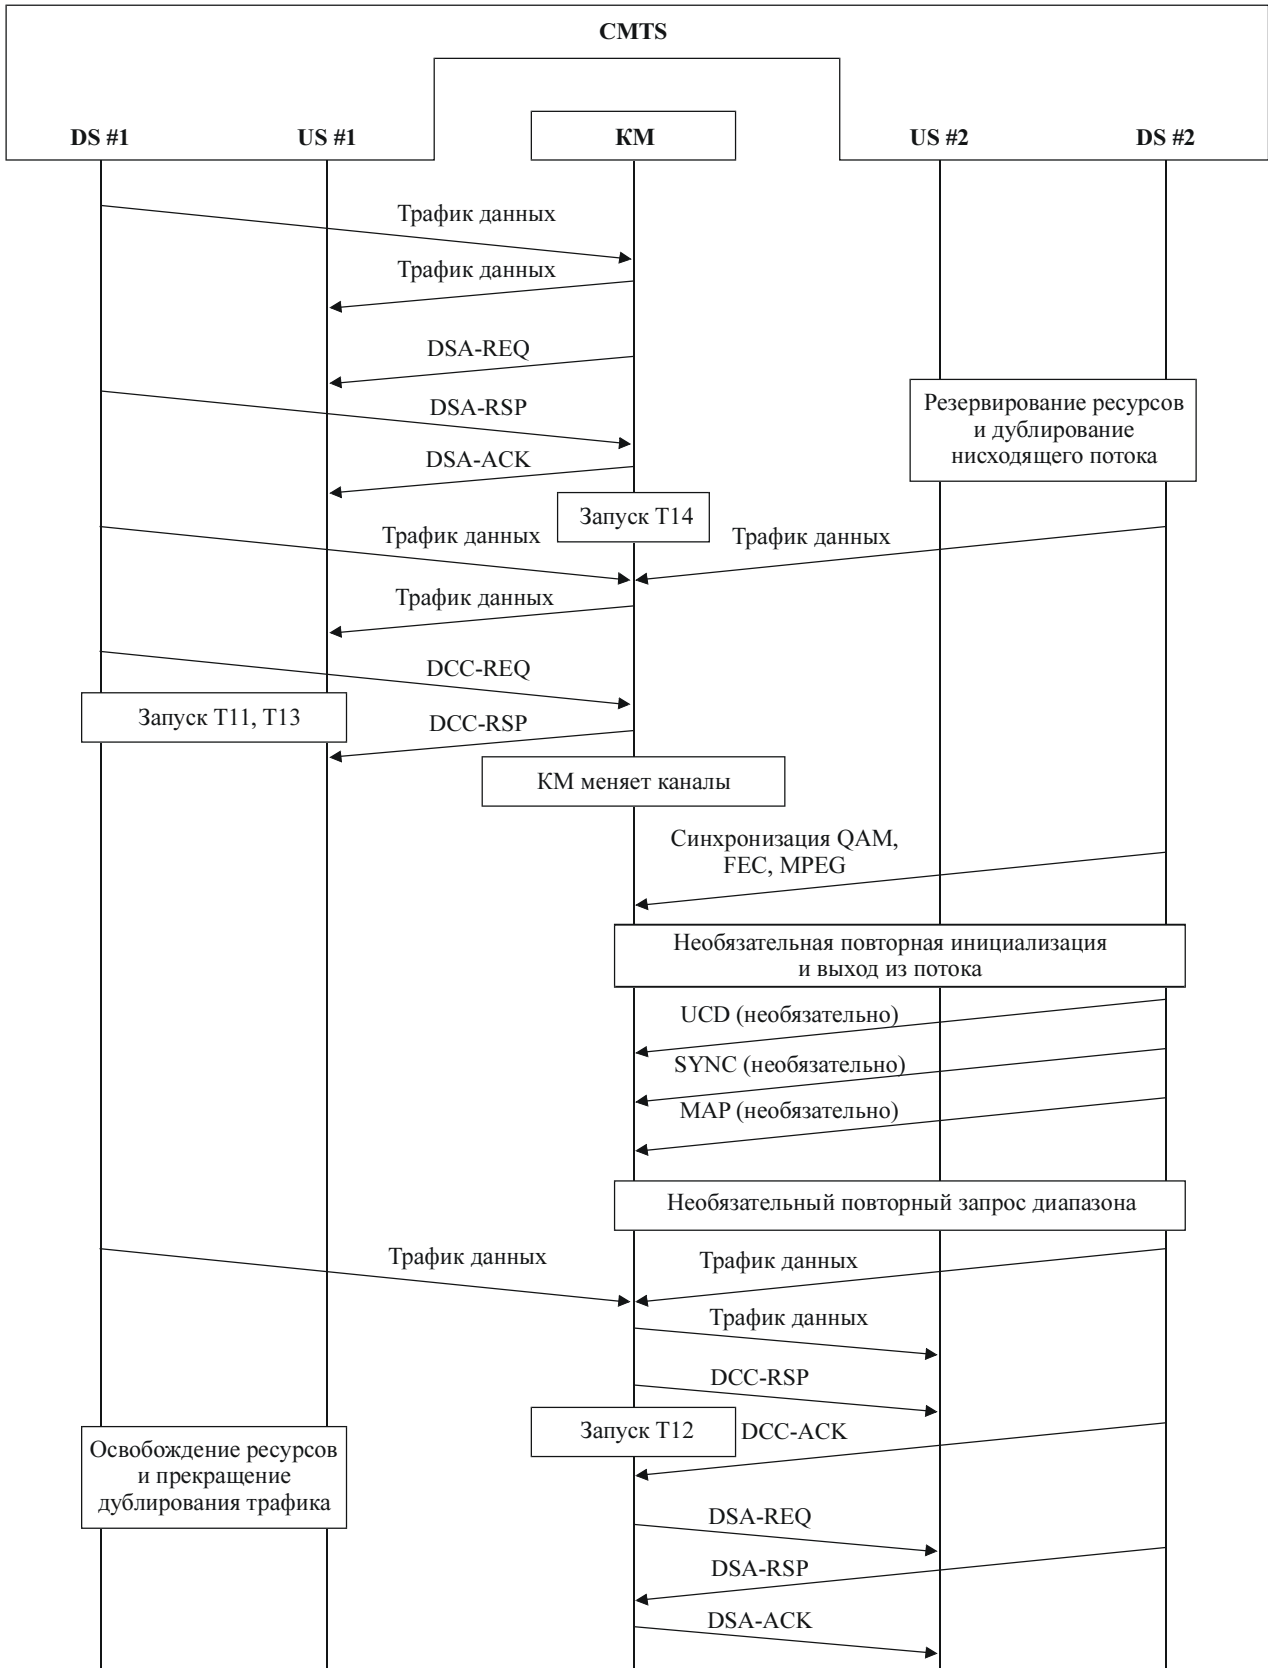 CMTS
DS #1
US #1
КМ
US #2
DS #2
Трафик данных
Трафик данных
DSA-REQ
DSA-RSP
Резервирование ресурсов
и дублирование
нисходящего потока
DSA-ACK
Запуск T14
Трафик данных
Трафик данных
Трафик данных
DCC-REQ
Запуск T11, T13
DCC-RSP
КМ меняет каналы
Синхронизация QAM,
FEC, MPEG
Необязательная повторная инициализация
и выход из потока
UCD (необязательно)
SYNC (необязательно)
MAP (необязательно)
Необязательный повторный запрос диапазона
Трафик данных
Трафик данных
Трафик данных
DCC-RSP
Запуск T12
DCC-ACK
Освобождение ресурсов
и прекращение
дублирования трафика
DSA-REQ
DSA-RSP
DSA-ACK